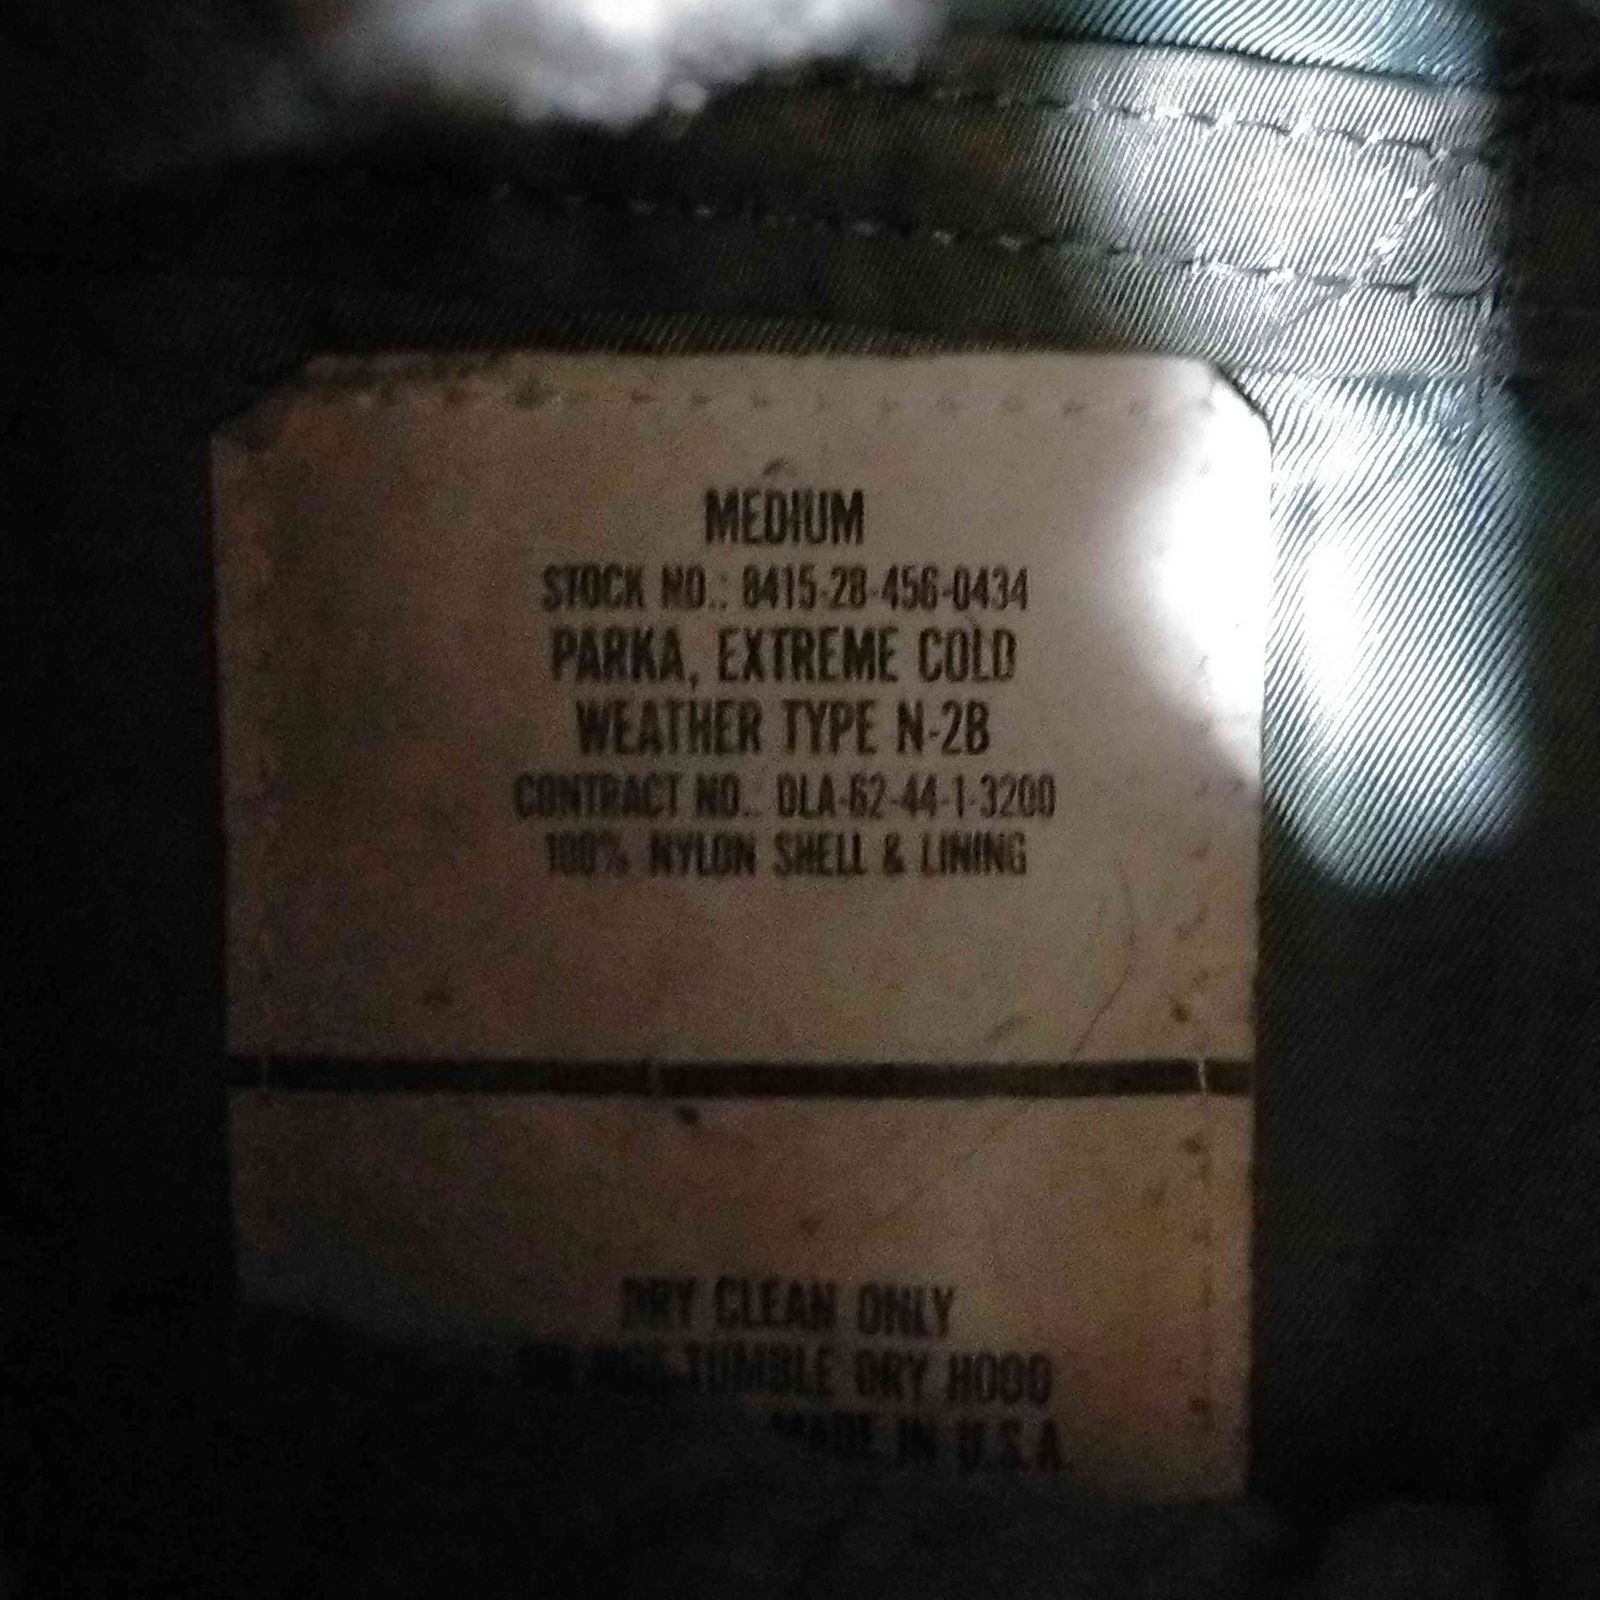 MEDIUM
STOCK NO.: 8415-28-456-0434
PARKA, EXTREME COLD
WEATHER TYPE N-2B
CONTRACT NO.: DLA-62-44-1-3200
100% NYLON SHELL & LINING
DRY CLEAN ONLY
TUMBLE DRY HOOD
MADE IN U.S.A.